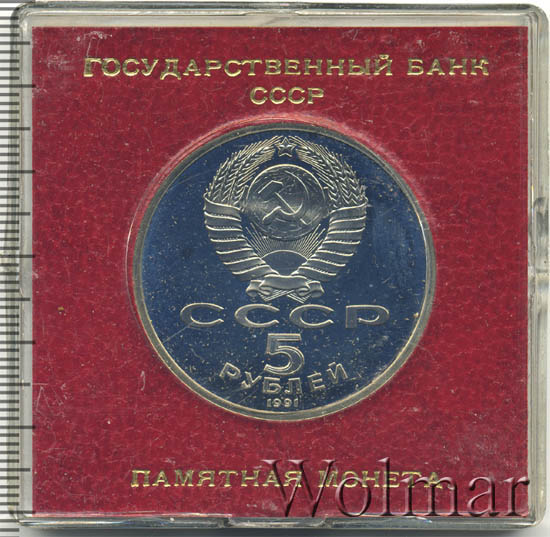 ГОСУДАРСТВЕННЫЙ БАНК
СССР
СССР
5
РУБЛЕЙ
1991
ПАМЯТНАЯ МОНЕТА
Wolmar